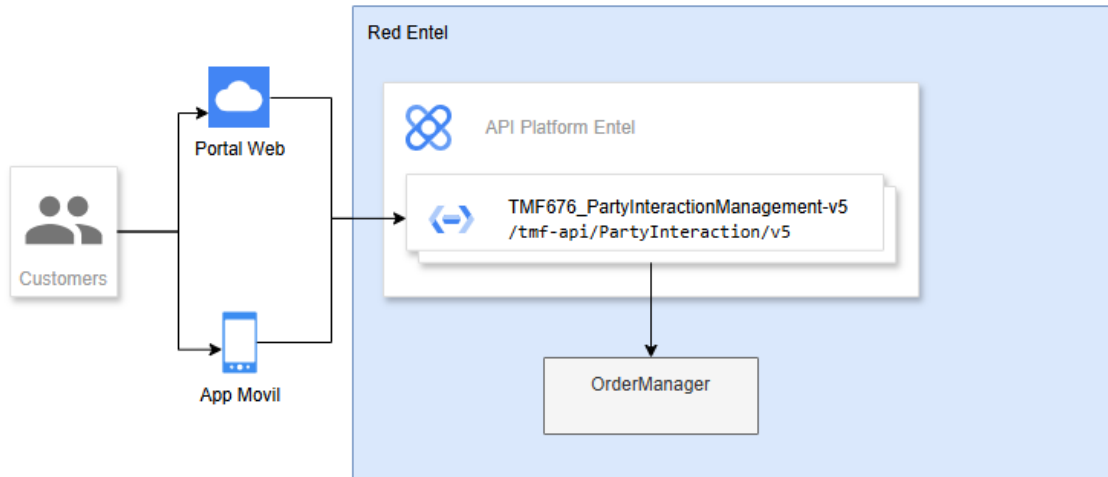 Red Entel
Portal Web
API Platform Entel
TMF676_PartyInteractionManagement-v5
/tmf-api/PartyInteraction/v5
Customers
App Movil
OrderManager